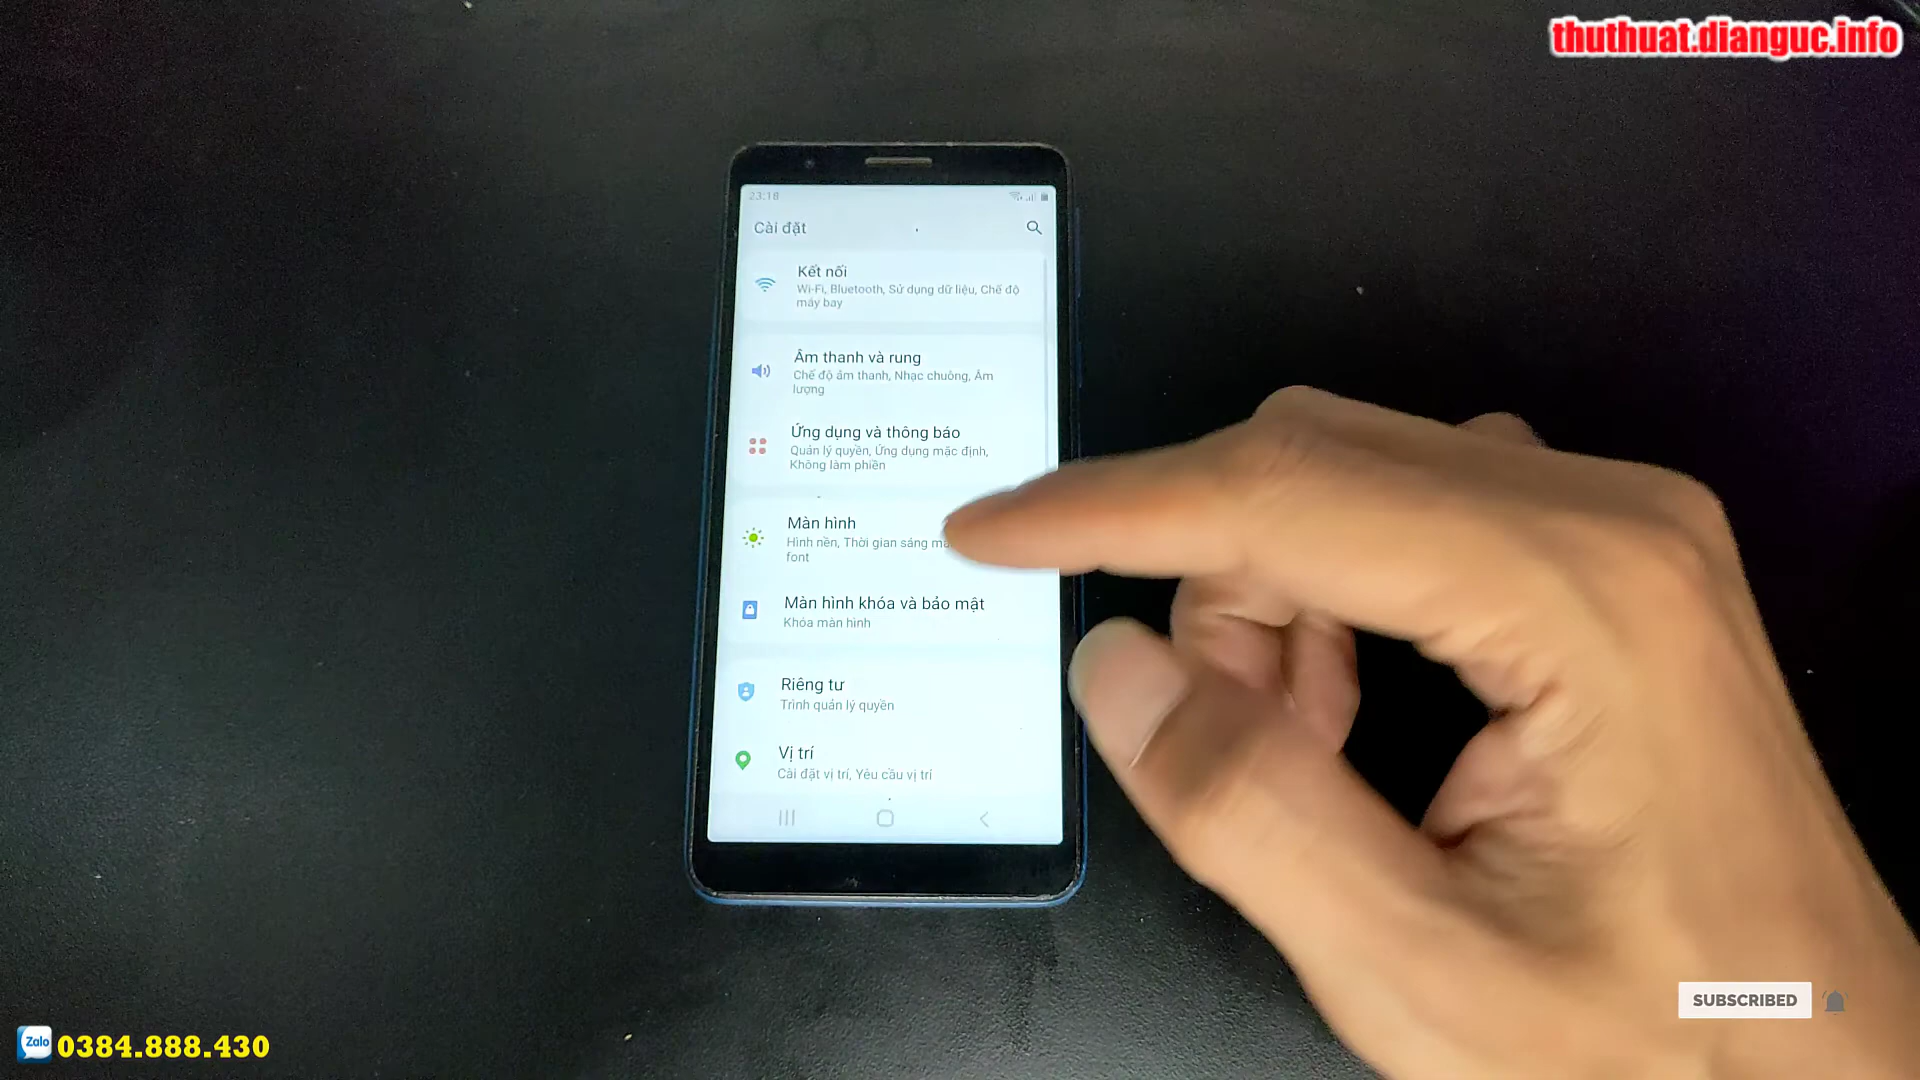 thuthuat.dianguc.info
23:18
Cài đặt
Kết nối
Wi-Fi, Bluetooth, Sử dụng dữ liệu, Chế độ
máy bay
Âm thanh và rung
Chế độ âm thanh, Nhạc chuông, Âm
lượng
Ứng dụng và thông báo
Quản lý quyền, Ứng dụng mặc định,
Không làm phiền
Màn hình
Hình nền, Thời gian sáng
font
Màn hình khóa và bảo mật
Khóa màn hình
Riêng tư
Trình quản lý quyền
Vị trí
Cài đặt vị trí, Yêu cầu vị trí
SUBSCRIBED
Zalo
0384.888.430